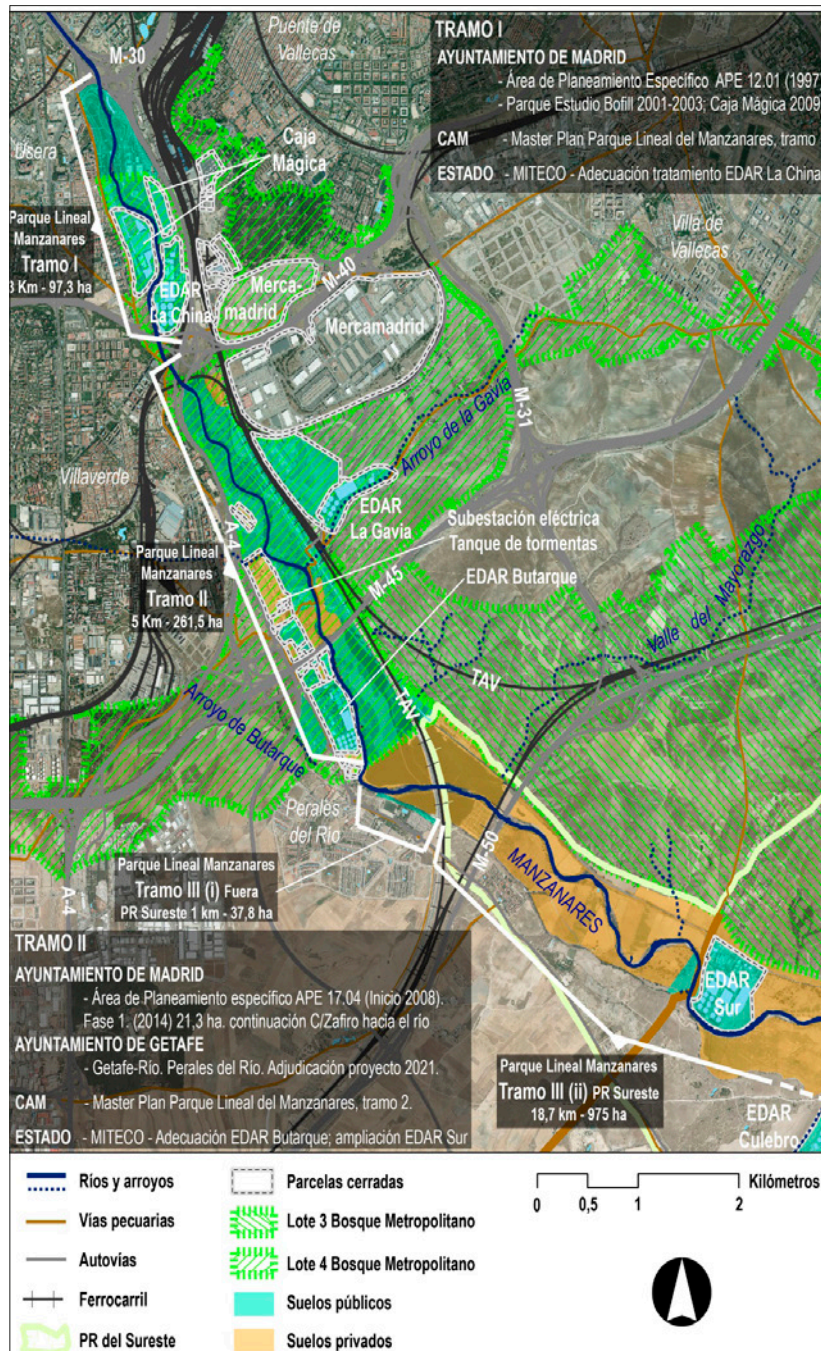 M-30
Puente de
Vallecas
TRAMO I
AYUNTAMIENTO DE MADRID
- Área de Planeamiento Específico APE 12.01 (1997)
- Parque Estudio Bofill 2001-2003; Caja Mágica 2009
CAM - Master Plan Parque Lineal del Manzanares, tramo
ESTADO - MITECO - Adecuación tratamiento EDAR La China
Usera
Caja
Mágica
Parque Lineal
Manzanares
Tramo I
3 Km - 97,3 ha
EDAR
La China
Merca-
madrid
M-40
Mercamadrid
Villa de
Vallecas
M-31
Arroyo de la Gavía
Villaverde
EDAR
La Gavía
A-4
Subestación eléctrica
Tanque de tormentas
EDAR Butarque
M-45
Parque Lineal
Manzanares
Tramo II
5 Km - 261,5 ha
Valle del Mayorazgo
TAV
TAV
Arroyo de Butarque
Perales
del Río
M-50
MANZANARES
Parque Lineal Manzanares
Tramo III (i) Fuera
PR Sureste 1 km - 37,8 ha
A-4
EDAR
Sur
TRAMO II
AYUNTAMIENTO DE MADRID
- Área de Planeamiento específico APE 17.04 (Inicio 2008).
Fase 1. (2014) 21,3 ha. continuación C/Zafiro hacia el río
AYUNTAMIENTO DE GETAFE
- Getafe-Río. Perales del Río. Adjudicación proyecto 2021.
CAM - Master Plan Parque Lineal del Manzanares, tramo 2.
ESTADO - MITECO - Adecuación EDAR Butarque; ampliación EDAR Sur
Parque Lineal Manzanares
Tramo III (ii) PR Sureste
18,7 km - 975 ha
EDAR
Culebro
Ríos y arroyos
Vías pecuarias
Autovías
Ferrocarril
PR del Sureste
Parcelas cerradas
Lote 3 Bosque Metropolitano
Lote 4 Bosque Metropolitano
Suelos públicos
Suelos privados
Kilómetros
0 0,5 1 2